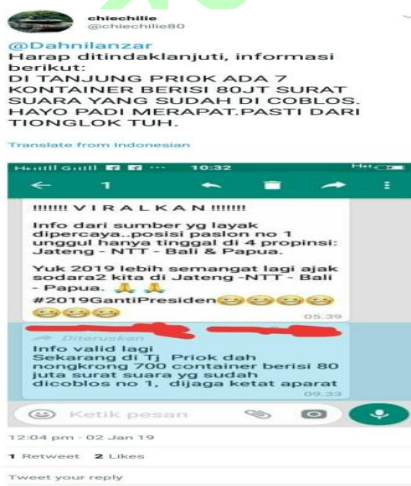 chiechilie
@chiechilie80
@Dahnilanzar
Harap ditindaklanjuti, informasi
berikut:
DI TANJUNG PRIOK ADA 7
KONTAINER BERISI 80JT SURAT
SUARA YANG SUDAH DI COBLOS.
HAYO PADI MERAPAT.PASTI DARI
TIONGLOK TUH.
Translate from Indonesian
10:32
1
!!!!!!! V I R A L K A N !!!!!!!
Info dari sumber yg layak
dipercaya..posisi paslon no 1
unggul hanya tinggal di 4 propinsi:
Jateng - NTT - Bali & Papua.
Yuk 2019 lebih semangat lagi ajak
sodara2 kita di Jateng -NTT - Bali
- Papua. 🙏🙏
#2019GantiPresiden😄😄😄😄
😄😄😄
05.39
Diteruskan
Info valid lagi
Sekarang di Tj Priok dah
nongkrong 700 container berisi 80
juta surat suara yg sudah
dicoblos no 1, dijaga ketat aparat
09.33
Ketik pesan
12:04 pm · 02 Jan 19
1 Retweet 2 Likes
Tweet your reply